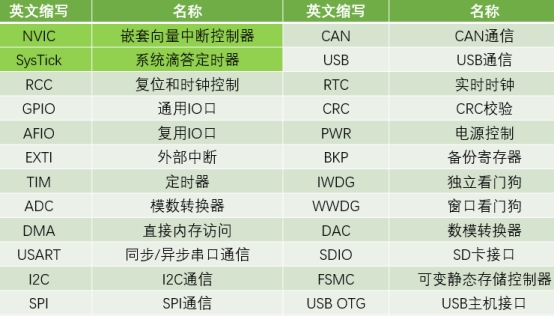 英文缩写 名称 英文缩写 名称
NVIC 嵌套向量中断控制器 CAN CAN通信
SysTick 系统滴答定时器 USB USB通信
RCC 复位和时钟控制 RTC 实时时钟
GPIO 通用IO口 CRC CRC校验
AFIO 复用IO口 PWR 电源控制
EXTI 外部中断 BKP 备份寄存器
TIM 定时器 IWDG 独立看门狗
ADC 模数转换器 WWDG 窗口看门狗
DMA 直接内存访问 DAC 数模转换器
USART 同步/异步串口通信 SDIO SD卡接口
I2C I2C通信 FSMC 可变静态存储控制器
SPI SPI通信 USB OTG USB主机接口